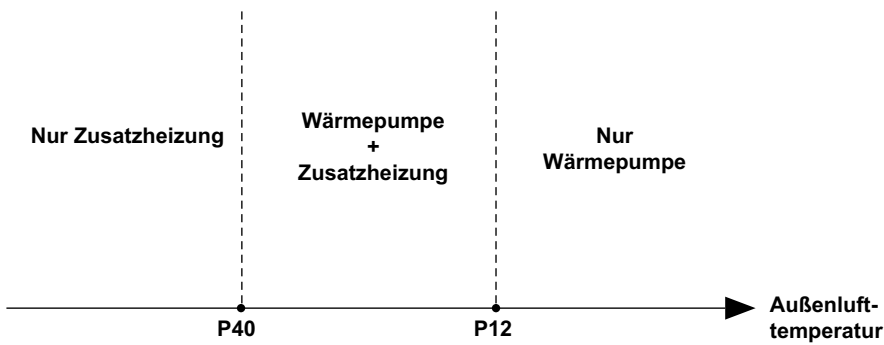 Nur Zusatzheizung
Wärmepumpe
+
Zusatzheizung
Nur
Wärmepumpe
P40
P12
Außenluft-
temperatur